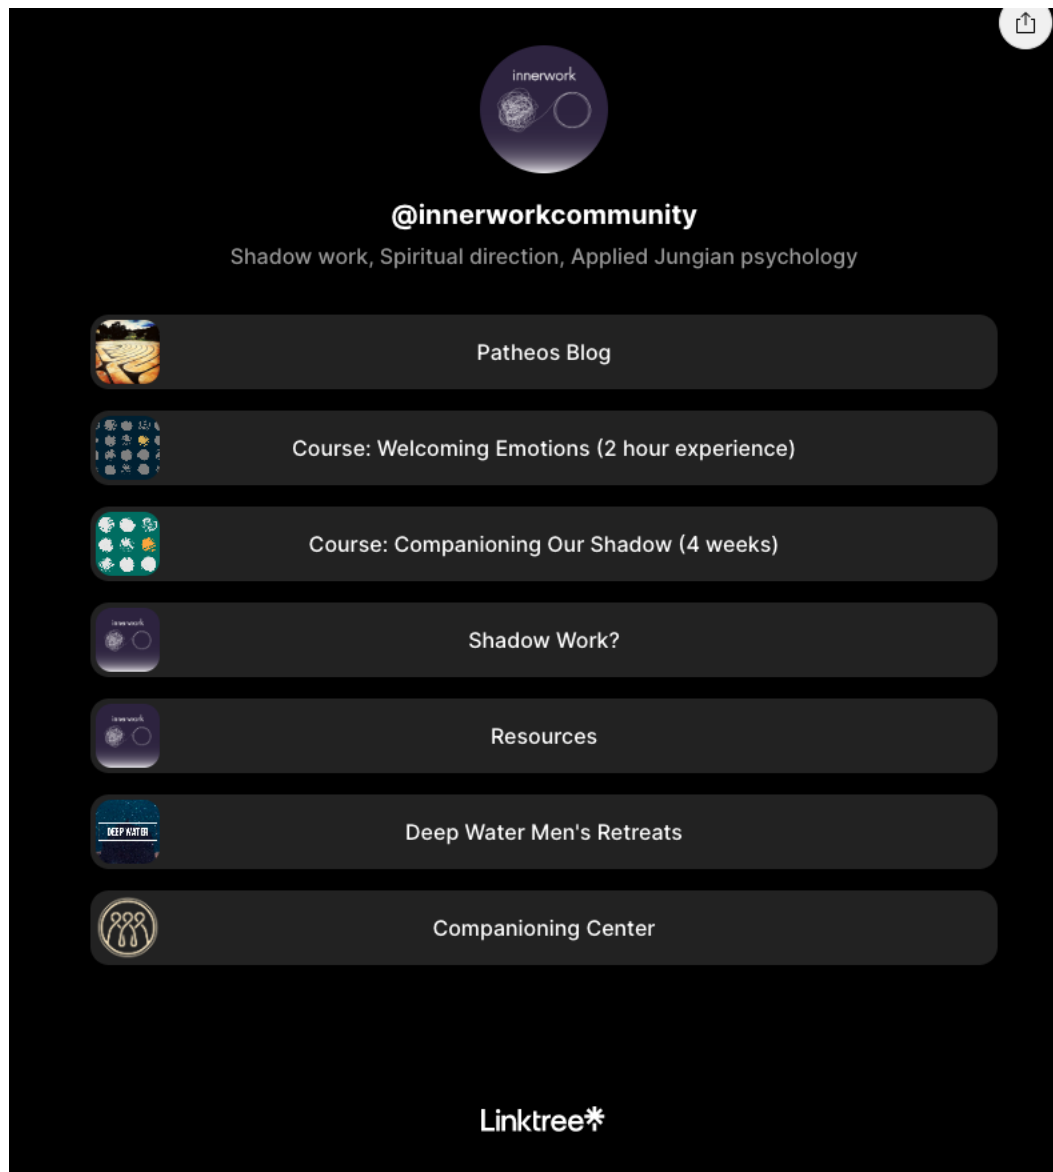 innerwork
@innerworkcommunity
Shadow work, Spiritual direction, Applied Jungian psychology
Patheos Blog
Course: Welcoming Emotions (2 hour experience)
Course: Companioning Our Shadow (4 weeks)
innerwork
Shadow Work?
innerwork
Resources
DEEP WATER
Deep Water Men's Retreats
Companioning Center
Linktree